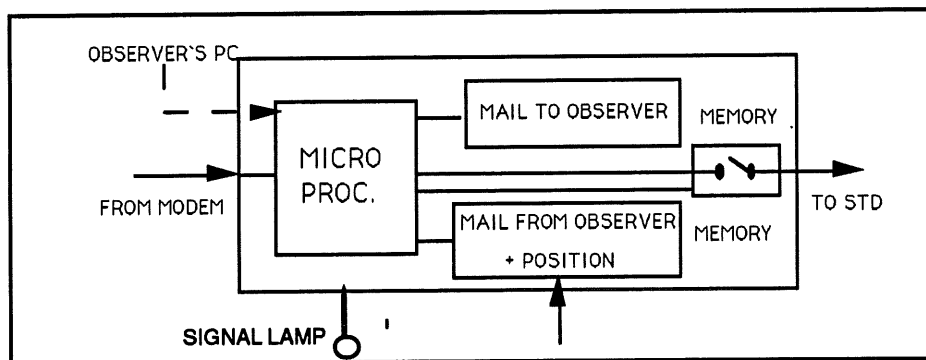 OBSERVER'S PC
MAIL TO OBSERVER
MEMORY
MICRO
PROC.
FROM MODEM
TO STD
MAIL FROM OBSERVER
+ POSITION
MEMORY
SIGNAL LAMP